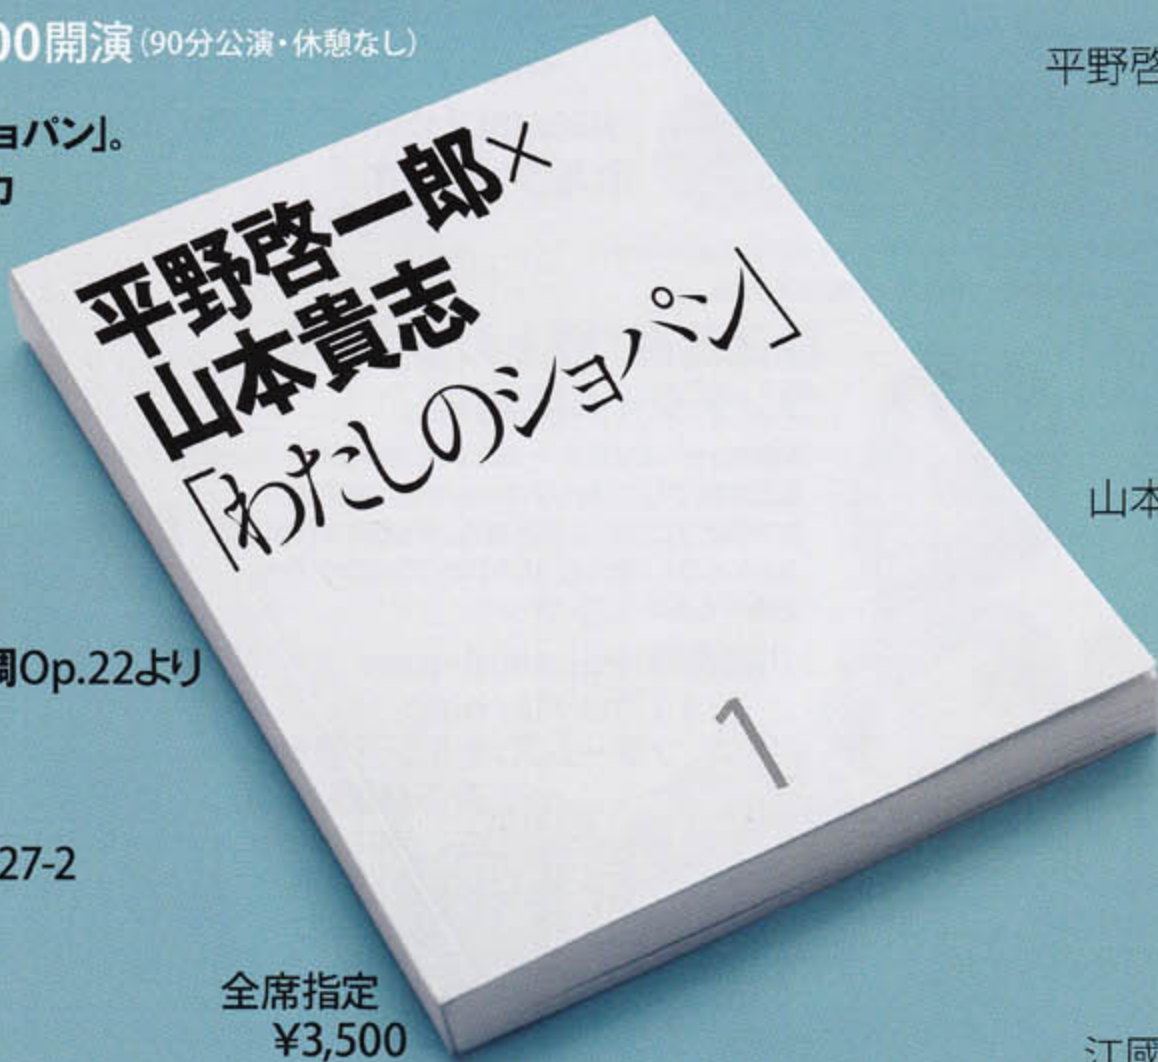 00開演（90分公演・休憩なし）
ョパン」。
平野啓一郎×
山本貴志
「わたしのショパン」
1
調Op.22より
27-2
全席指定
¥3,500
平野啓
山本
江國